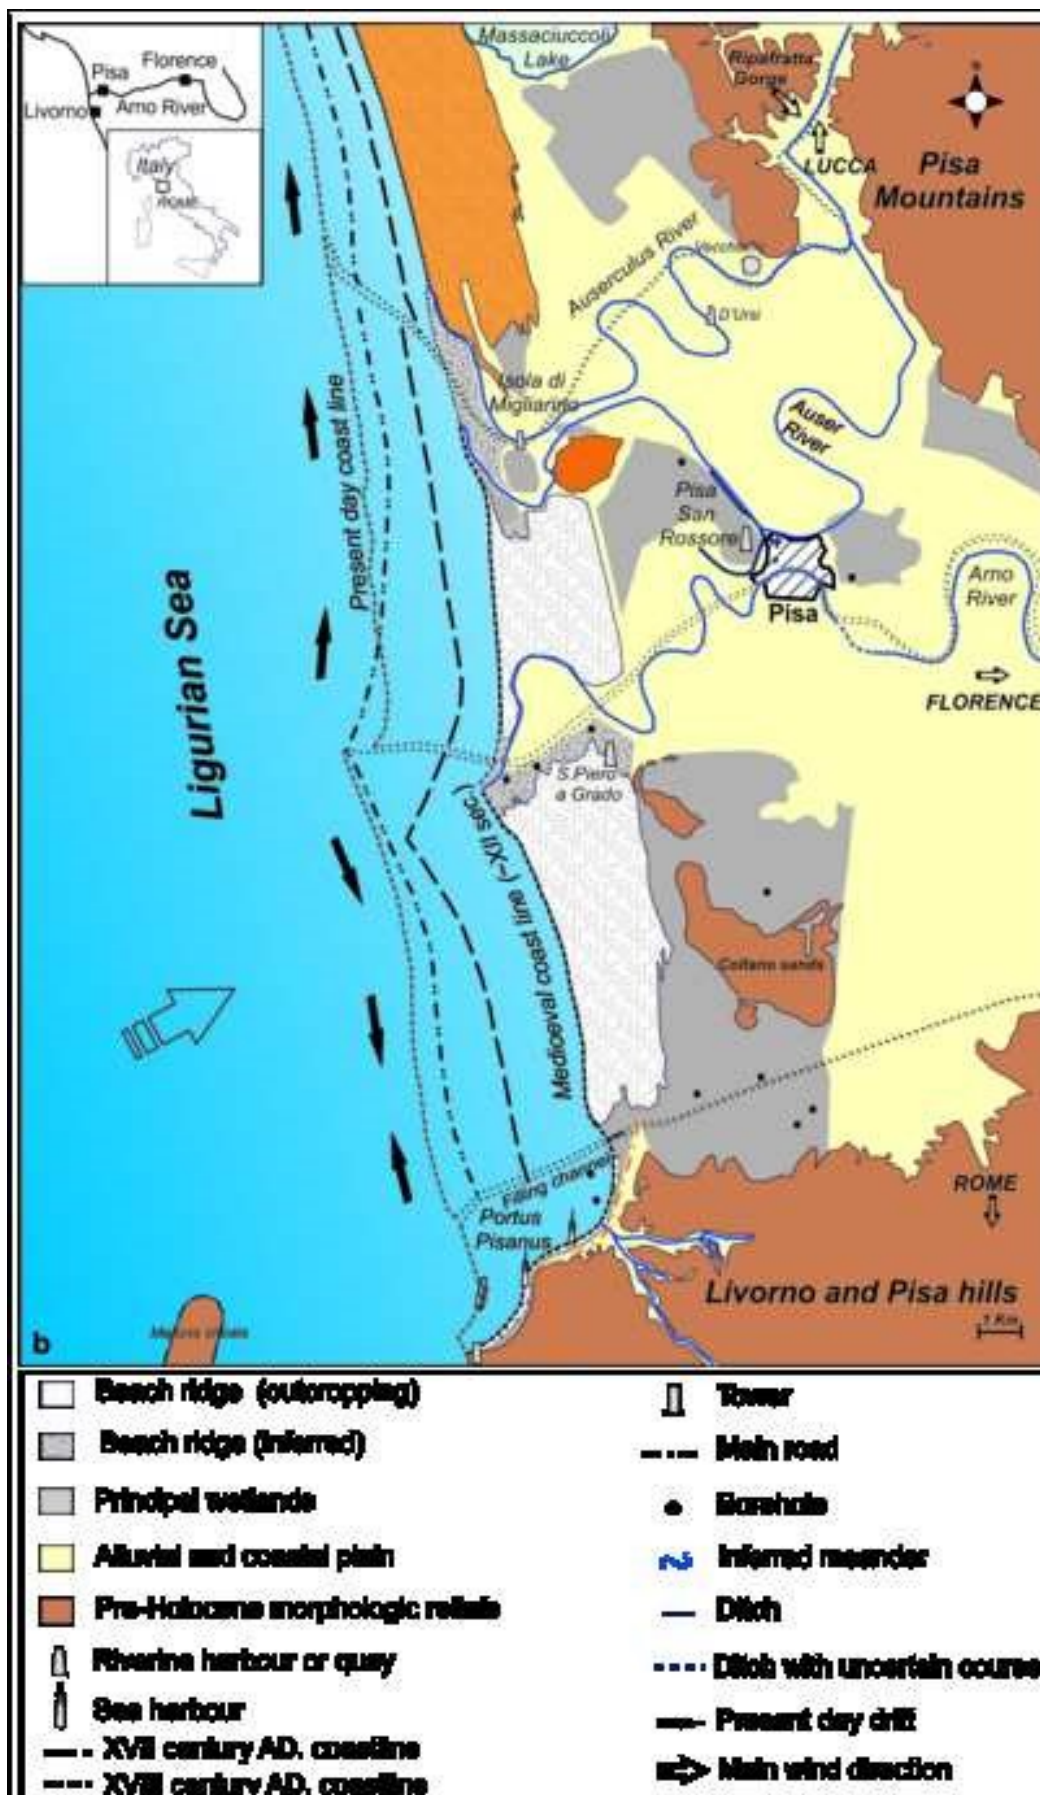 Florence
Pisa
Livorno
Arno River
Italy
ROME
Massaciuccoli
Lake
Ripafratta
Gorge
LUCCA
Pisa
Mountains
Auserculus River
D'Ursi
Isola di
Migliarino
Auser
River
Present day coast line
Pisa
San
Rossore
Pisa
Arno
River
FLORENCE
Ligurian Sea
S.Piero
a Grado
Medioeval coast line (~XII sec)
Coltano sands
Filling channel
Portus
Pisanus
ROME
Livorno and Pisa hills
1 Km
b
Beach ridge (outcropping)
Beach ridge (inferred)
Principal wetlands
Alluvial and coastal plain
Pre-Holocene morphologic reliefs
Riverine harbour or quay
Sea harbour
XVII century AD. coastline
XVIII century AD. coastline
Tower
Main road
Borehole
Inferred meander
Ditch
Ditch with uncertain course
Present day drift
Main wind direction